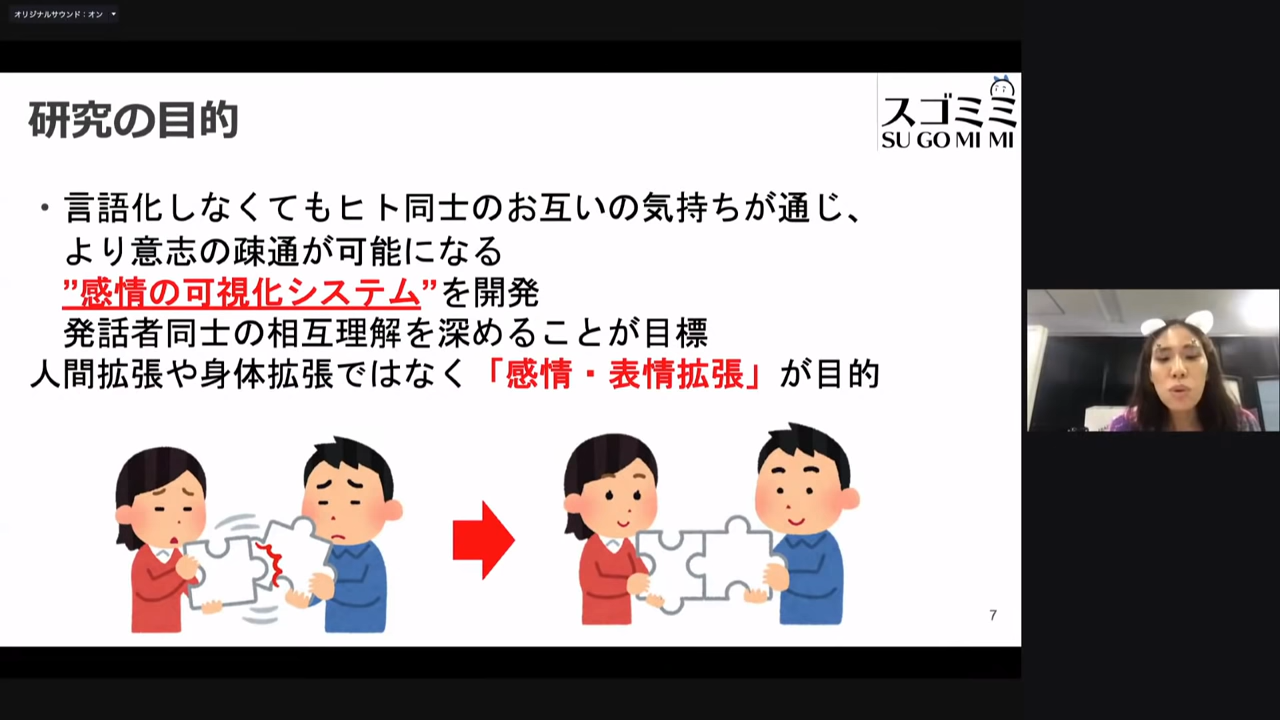 オリジナルサウンド：オン
研究の目的
スゴミミ
SU GO MI MI
・言語化しなくてもヒト同士のお互いの気持ちが通じ、
より意志の疎通が可能になる
”感情の可視化システム”を開発
発話者同士の相互理解を深めることが目標
人間拡張や身体拡張ではなく「感情・表情拡張」が目的
7